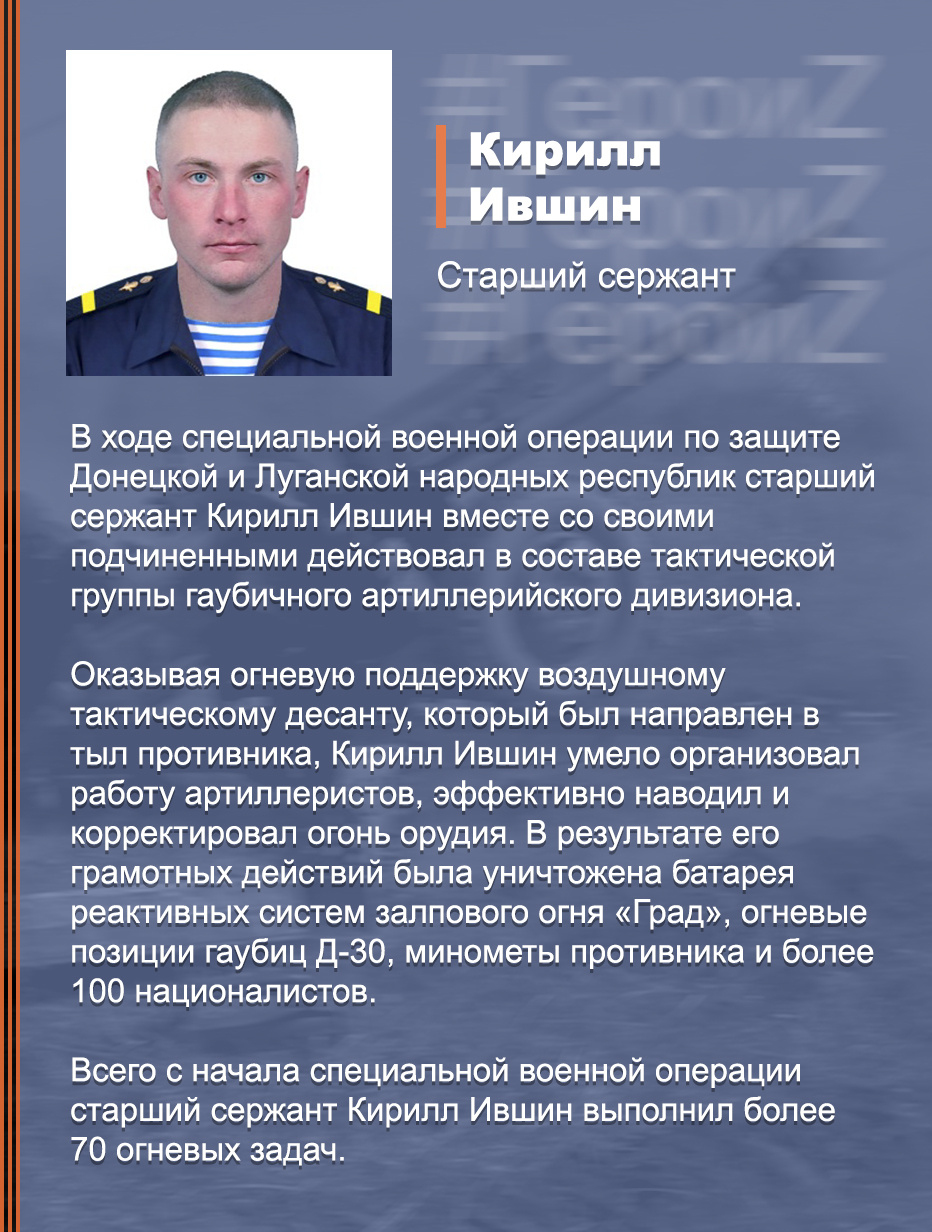 #ГероиZ
Кирилл
#ГероиZ
Ившин
Старший сержант
#ГероиZ
В ходе специальной военной операции по защите
Донецкой и Луганской народных республик старший
сержант Кирилл Ившин вместе со своими
подчиненными действовал в составе тактической
группы гаубичного артиллерийского дивизиона.
Оказывая огневую поддержку воздушному
тактическому десанту, который был направлен в
тыл противника, Кирилл Ившин умело организовал
работу артиллеристов, эффективно наводил и
корректировал огонь орудия. В результате его
грамотных действий была уничтожена батарея
реактивных систем залпового огня «Град», огневые
позиции гаубиц Д-30, минометы противника и более
100 националистов.
Всего с начала специальной военной операции
старший сержант Кирилл Ившин выполнил более
70 огневых задач.